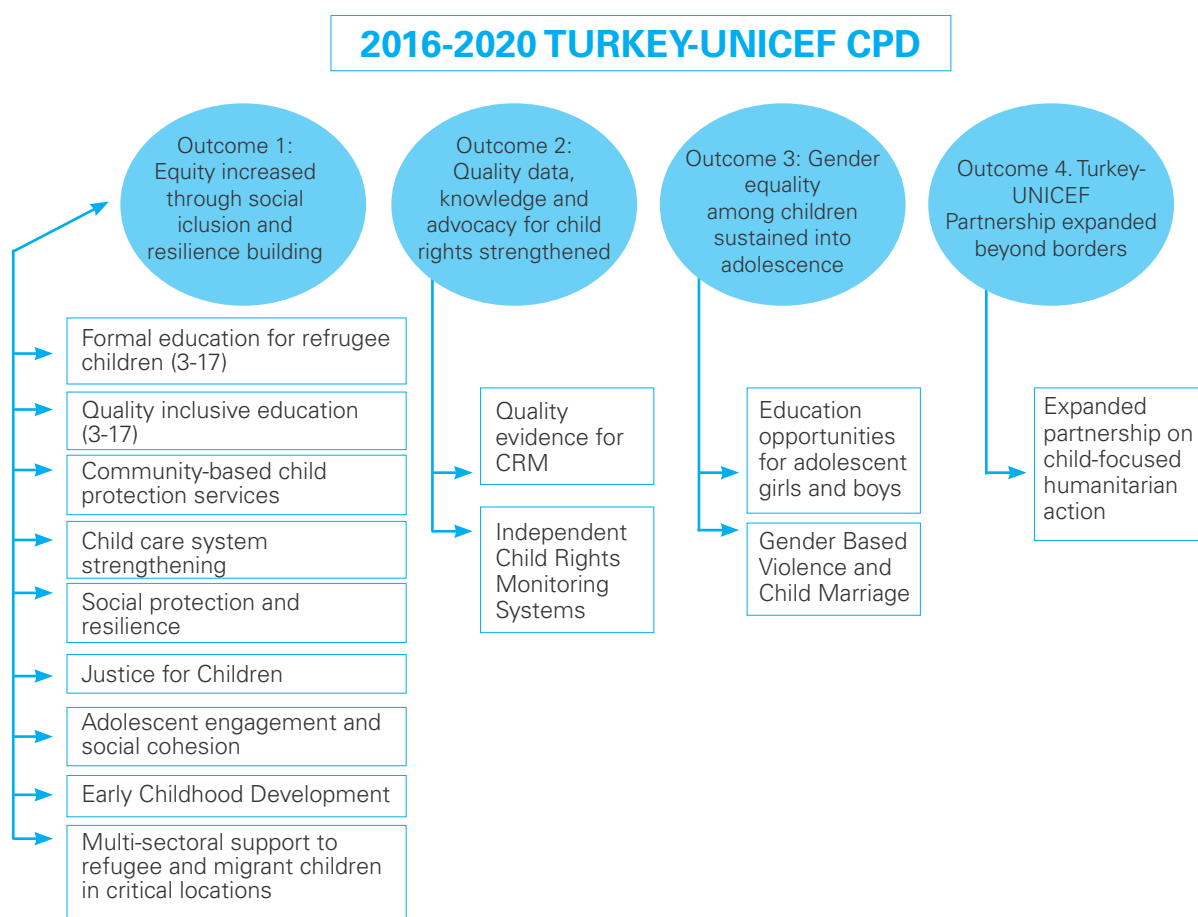 2016-2020 TURKEY-UNICEF CPD
Outcome 1:
Equity increased
through social
iclusion and
resilience building
Formal education for refrugee
children (3-17)
Quality inclusive education
(3-17)
Community-based child
protection services
Child care system
strengthening
Social protection and
resilience
Justice for Children
Adolescent engagement and
social cohesion
Early Childhood Development
Multi-sectoral support to
refugee and migrant children
in critical locations
Outcome 2:
Quality data,
knowledge and
advocacy for child
rights strengthened
Quality
evidence for
CRM
Independent
Child Rights
Monitoring
Systems
Outcome 3: Gender
equality
among children
sustained into
adolescence
Education
opportunities
for adolescent
girls and boys
Gender Based
Violence and
Child Marriage
Outcome 4. Turkey-
UNICEF
Partnership expanded
beyond borders
Expanded
partnership on
child-focused
humanitarian
action